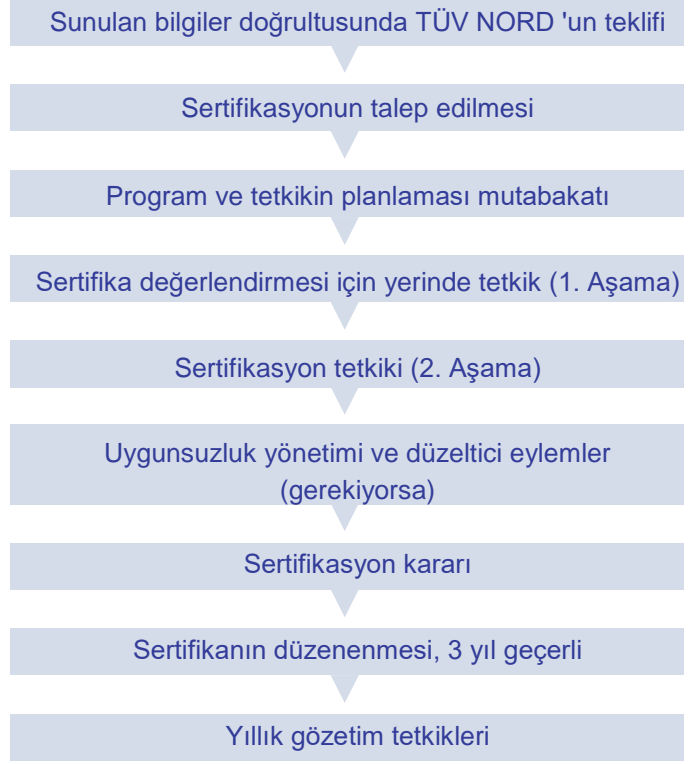 Sunulan bilgiler doğrultusunda TÜV NORD 'un teklifi
Sertifikasyonun talep edilmesi
Program ve tetkikin planlaması mutabakatı
Sertifika değerlendirmesi için yerinde tetkik (1. Aşama)
Sertifikasyon tetkiki (2. Aşama)
Uygunsuzluk yönetimi ve düzeltici eylemler
(gerekiyorsa)
Sertifikasyon kararı
Sertifikanın düzenenmesi, 3 yıl geçerli
Yıllık gözetim tetkikleri